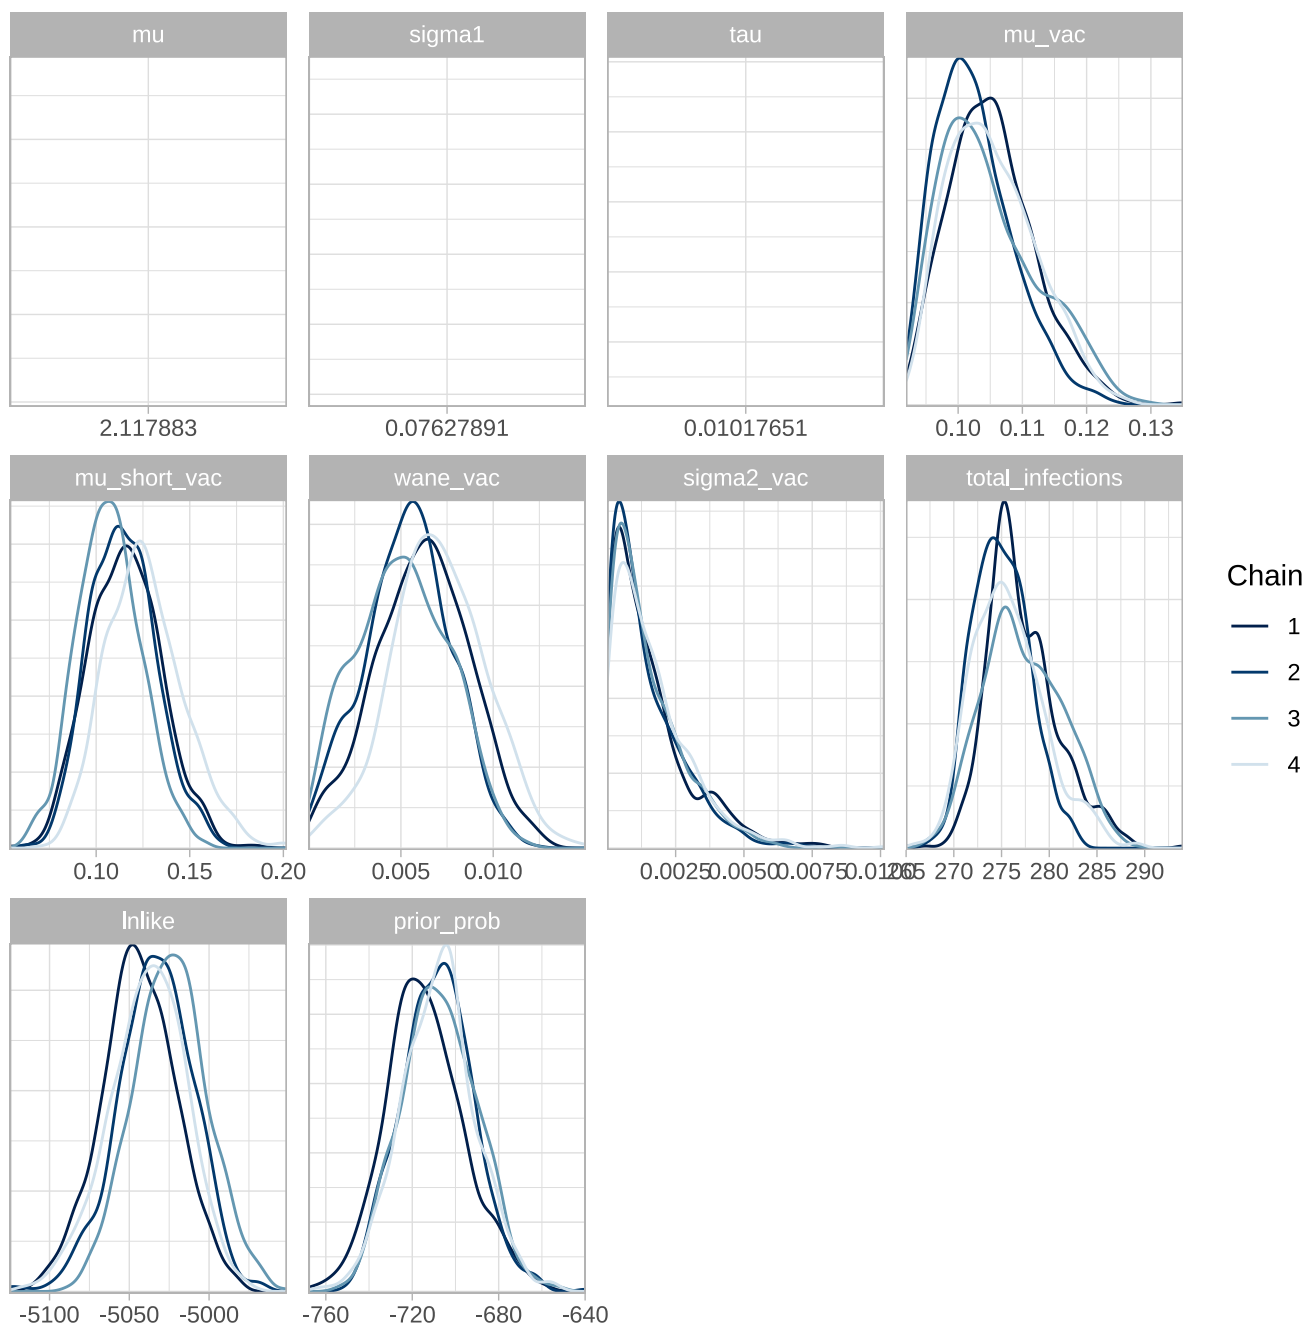 mu
sigma1
tau
mu_vac
2.117883
0.07627891
0.01017651
0.10 0.11 0.12 0.13
mu_short_vac
wane_vac
sigma2_vac
total_infections
Chain
1
2
3
4
0.10 0.15 0.20
0.005 0.010
0.0025 0.0050 0.0075 0.0100
265 270 275 280 285 290
lnlike
prior_prob
-5100 -5050 -5000
-760 -720 -680 -640